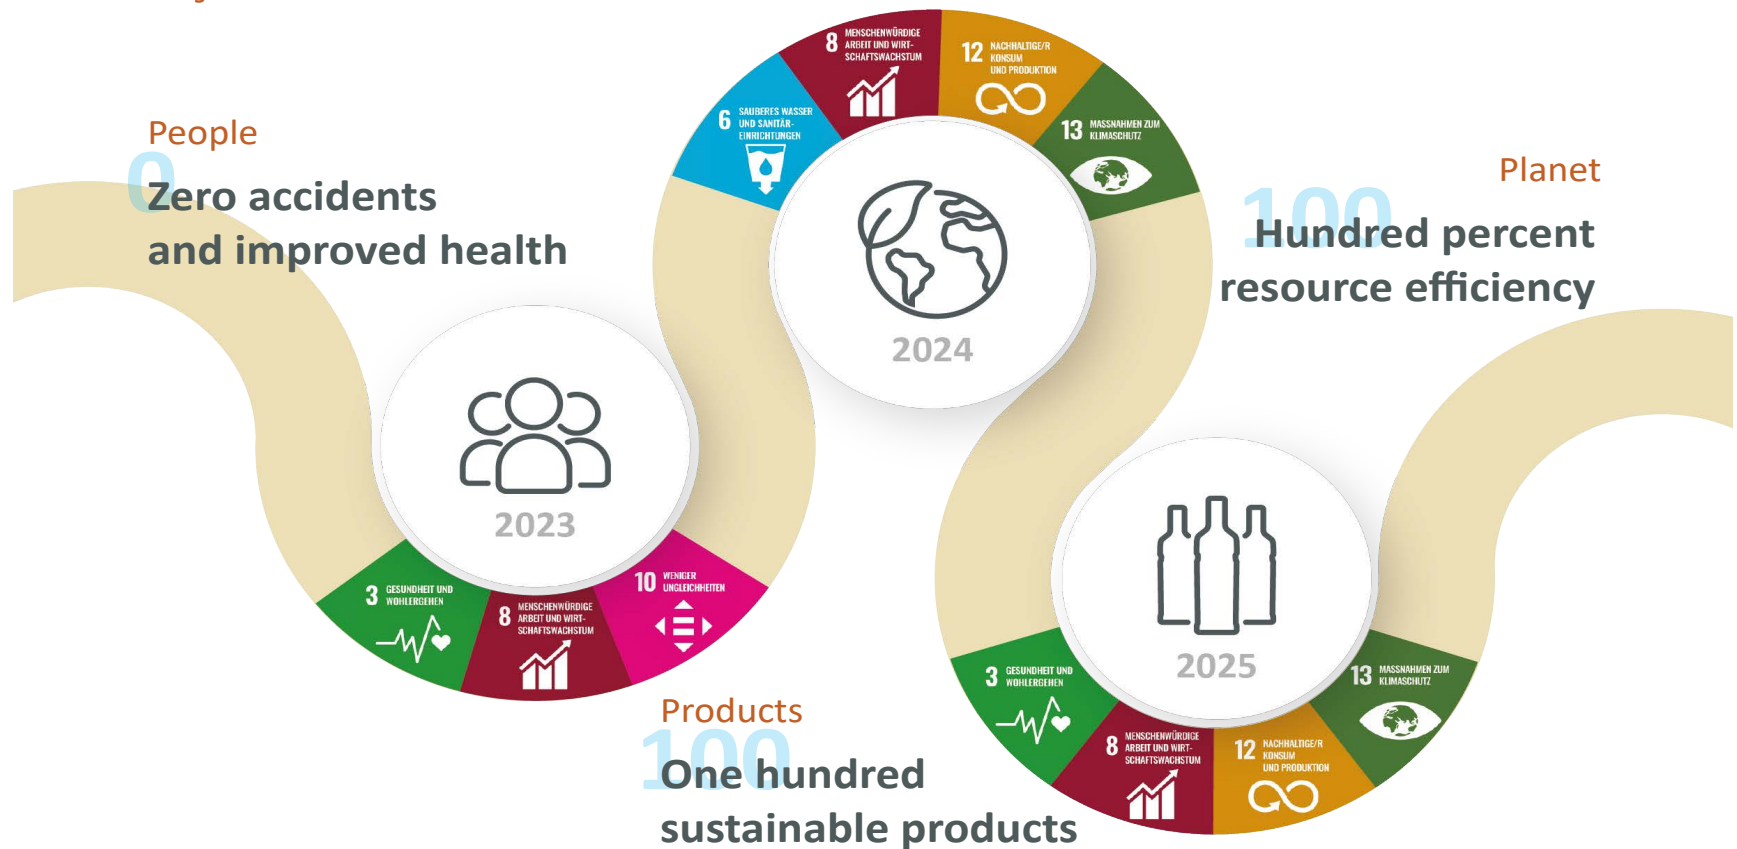 People
0
Zero accidents
and improved health
2023
3 GESUNDHEIT UND
WOHLERGEHEN
8 MENSCHENWÜRDIGE
ARBEIT UND WIRT-
SCHAFTSWACHSTUM
10 WENIGER
UNGLEICHHEITEN
6 SAUBERES WASSER
UND SANITÄR-
EINRICHTUNGEN
8 MENSCHENWÜRDIGE
ARBEIT UND WIRT-
SCHAFTSWACHSTUM
12 NACHHALTIGE/R
KONSUM
UND PRODUKTION
13 MASSNAHMEN ZUM
KLIMASCHUTZ
2024
Planet
100
Hundred percent
resource efficiency
Products
100
One hundred
sustainable products
2025
3 GESUNDHEIT UND
WOHLERGEHEN
8 MENSCHENWÜRDIGE
ARBEIT UND WIRT-
SCHAFTSWACHSTUM
12 NACHHALTIGE/R
KONSUM
UND PRODUKTION
13 MASSNAHMEN ZUM
KLIMASCHUTZ